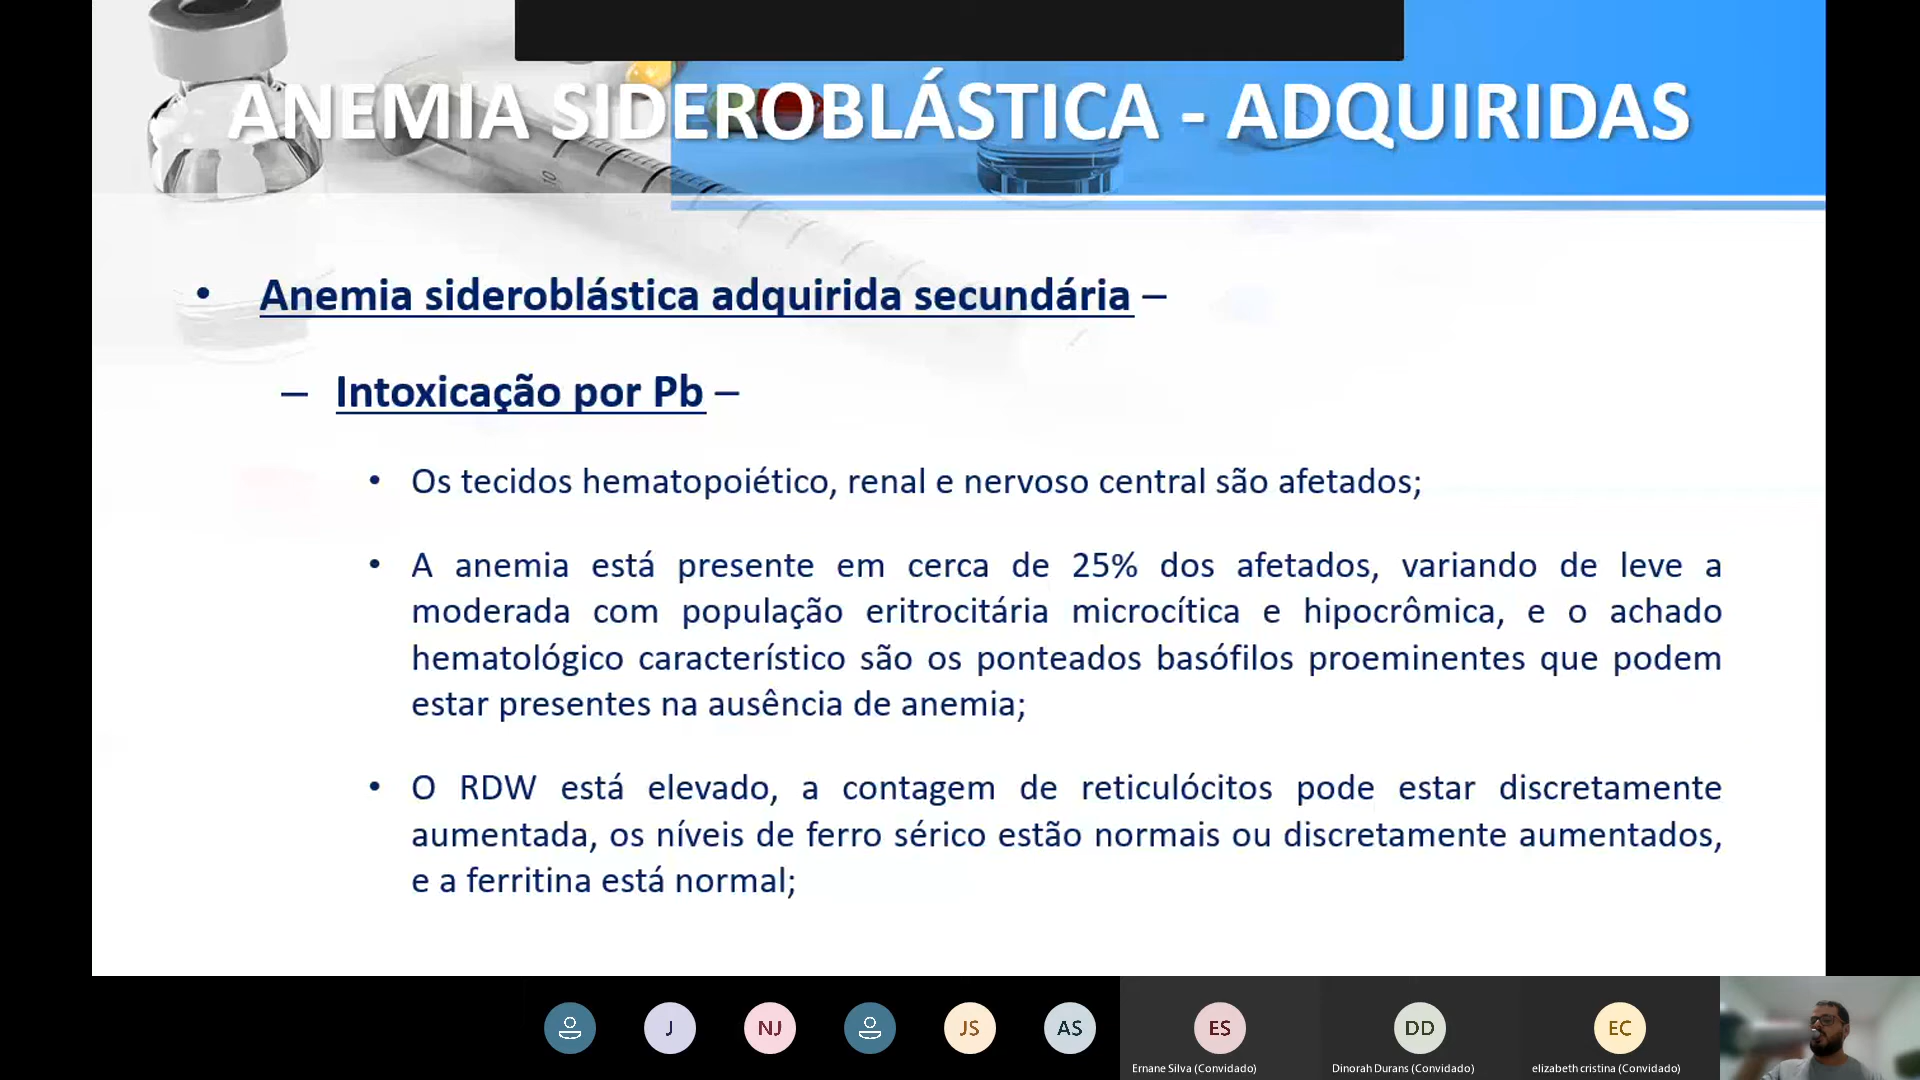 ANEMIA SIDEROBLÁSTICA - ADQUIRIDAS
• Anemia sideroblástica adquirida secundária –
– Intoxicação por Pb –
• Os tecidos hematopoiético, renal e nervoso central são afetados;
• A anemia está presente em cerca de 25% dos afetados, variando de leve a
moderada com população eritrocitária microcítica e hipocrômica, e o achado
hematológico característico são os ponteados basófilos proeminentes que podem
estar presentes na ausência de anemia;
• O RDW está elevado, a contagem de reticulócitos pode estar discretamente
aumentada, os níveis de ferro sérico estão normais ou discretamente aumentados,
e a ferritina está normal;
J NJ JS AS ES DD EC
Ernane Silva (Convidado) Dinorah Durans (Convidado) elizabeth cristina (Convidado)
10